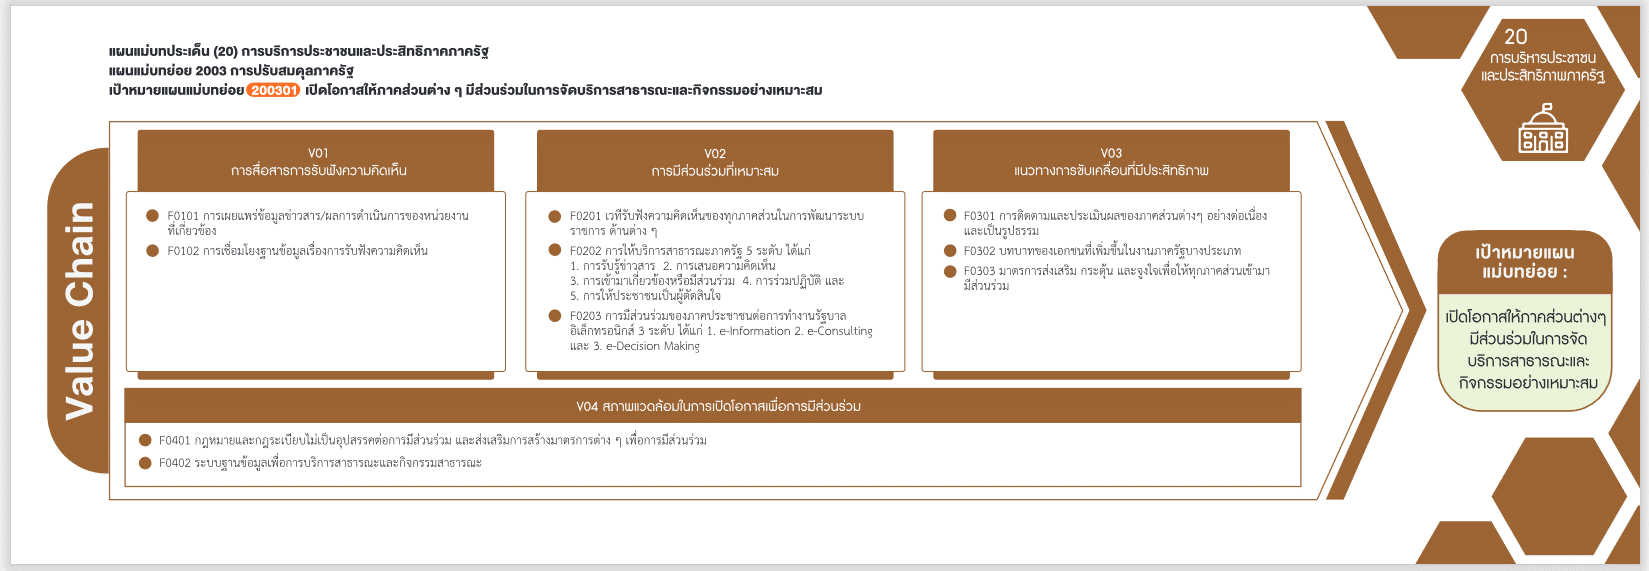 แผนแม่บทประเด็น (20) การบริการประชาชนและประสิทธิภาคภาครัฐ
แผนแม่บทย่อย 2003 การปรับสมดุลภาครัฐ
เป้าหมายแผนแม่บทย่อย 200301 เปิดโอกาสให้ภาคส่วนต่าง ๆ มีส่วนร่วมในการจัดบริการสาธารณะและกิจกรรมอย่างเหมาะสม
20
การบริหารประชาชน
และประสิทธิภาพภาครัฐ
Value Chain
V01
การสื่อสารการรับฟังความคิดเห็น
F0101 การเผยแพร่ข้อมูลข่าวสาร/ผลการดำเนินการของหน่วยงาน
ที่เกี่ยวข้อง
F0102 การเชื่อมโยงฐานข้อมูลเรื่องการรับฟังความคิดเห็น
V02
การมีส่วนร่วมที่เหมาะสม
F0201 เวทีรับฟังความคิดเห็นของทุกภาคส่วนในการพัฒนาระบบ
ราชการ ด้านต่าง ๆ
F0202 การให้บริการสาธารณะภาครัฐ 5 ระดับ ได้แก่
1. การรับรู้ข่าวสาร 2. การเสนอความคิดเห็น
3. การเข้ามาเกี่ยวข้องหรือมีส่วนร่วม 4. การร่วมปฏิบัติ และ
5. การให้ประชาชนเป็นผู้ตัดสินใจ
F0203 การมีส่วนร่วมของภาคประชาชนต่อการทำงานรัฐบาล
อิเล็กทรอนิกส์ 3 ระดับ ได้แก่ 1. e-Information 2. e-Consulting
และ 3. e-Decision Making
V03
แนวทางการขับเคลื่อนที่มีประสิทธิภาพ
F0301 การติดตามและประเมินผลของภาคส่วนต่างๆ อย่างต่อเนื่อง
และเป็นรูปธรรม
F0302 บทบาทของเอกชนที่เพิ่มขึ้นในงานภาครัฐบางประเภท
F0303 มาตรการส่งเสริม กระตุ้น และจูงใจเพื่อให้ทุกภาคส่วนเข้ามา
มีส่วนร่วม
V04 สภาพแวดล้อมในการเปิดโอกาสเพื่อการมีส่วนร่วม
F0401 กฎหมายและกฎระเบียบไม่เป็นอุปสรรคต่อการมีส่วนร่วม และส่งเสริมการสร้างมาตรการต่าง ๆ เพื่อการมีส่วนร่วม
F0402 ระบบฐานข้อมูลเพื่อการบริการสาธารณะและกิจกรรมสาธารณะ
เป้าหมายแผน
แม่บทย่อย :
เปิดโอกาสให้ภาคส่วนต่างๆ
มีส่วนร่วมในการจัด
บริการสาธารณะและ
กิจกรรมอย่างเหมาะสม